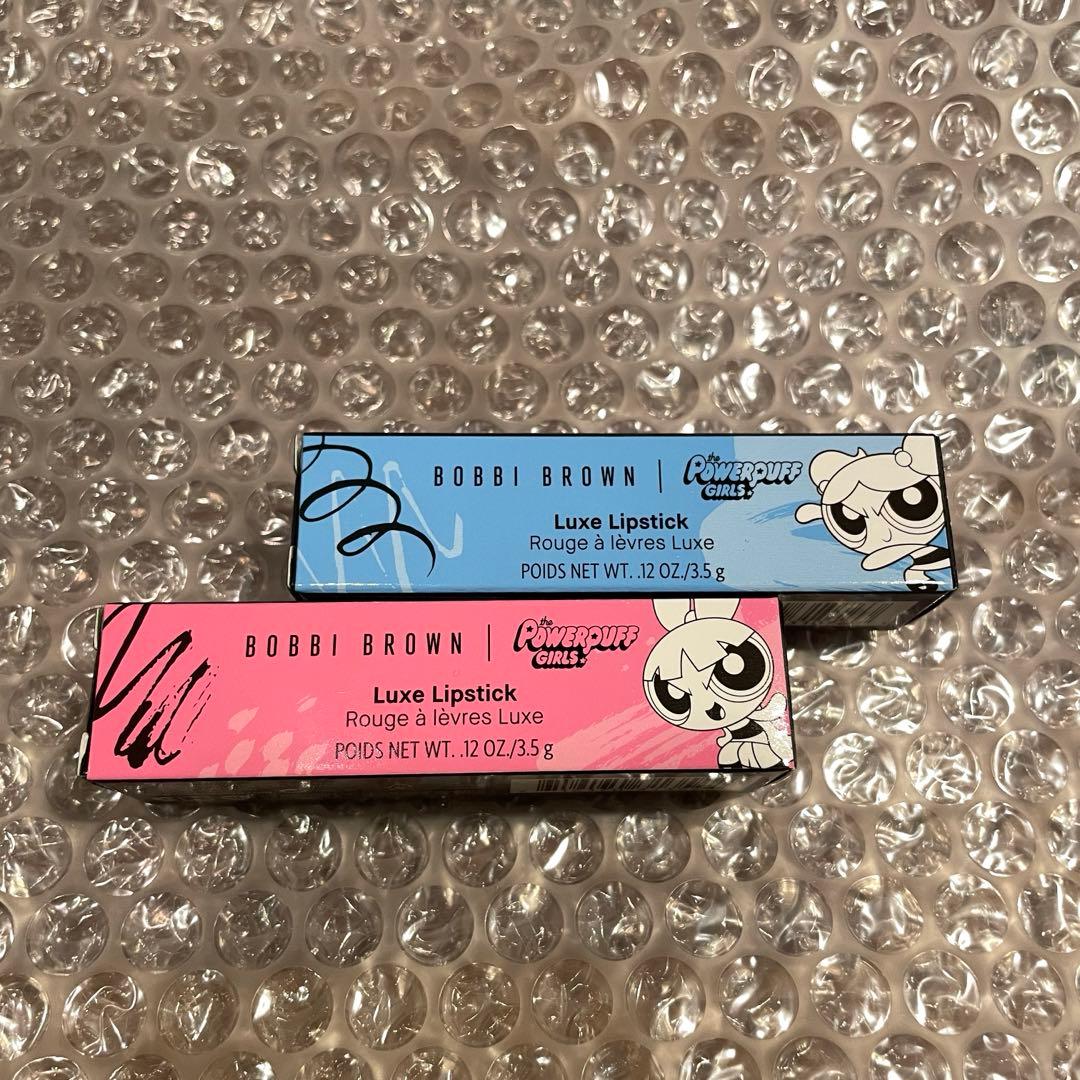 BOBBI BROWN | the POWERPUFF GIRLS
Luxe Lipstick
Rouge à lèvres Luxe
POIDS NET WT. .12 OZ./3.5 g
BOBBI BROWN | the POWERPUFF GIRLS
Luxe Lipstick
Rouge à lèvres Luxe
POIDS NET WT. .12 OZ./3.5 g